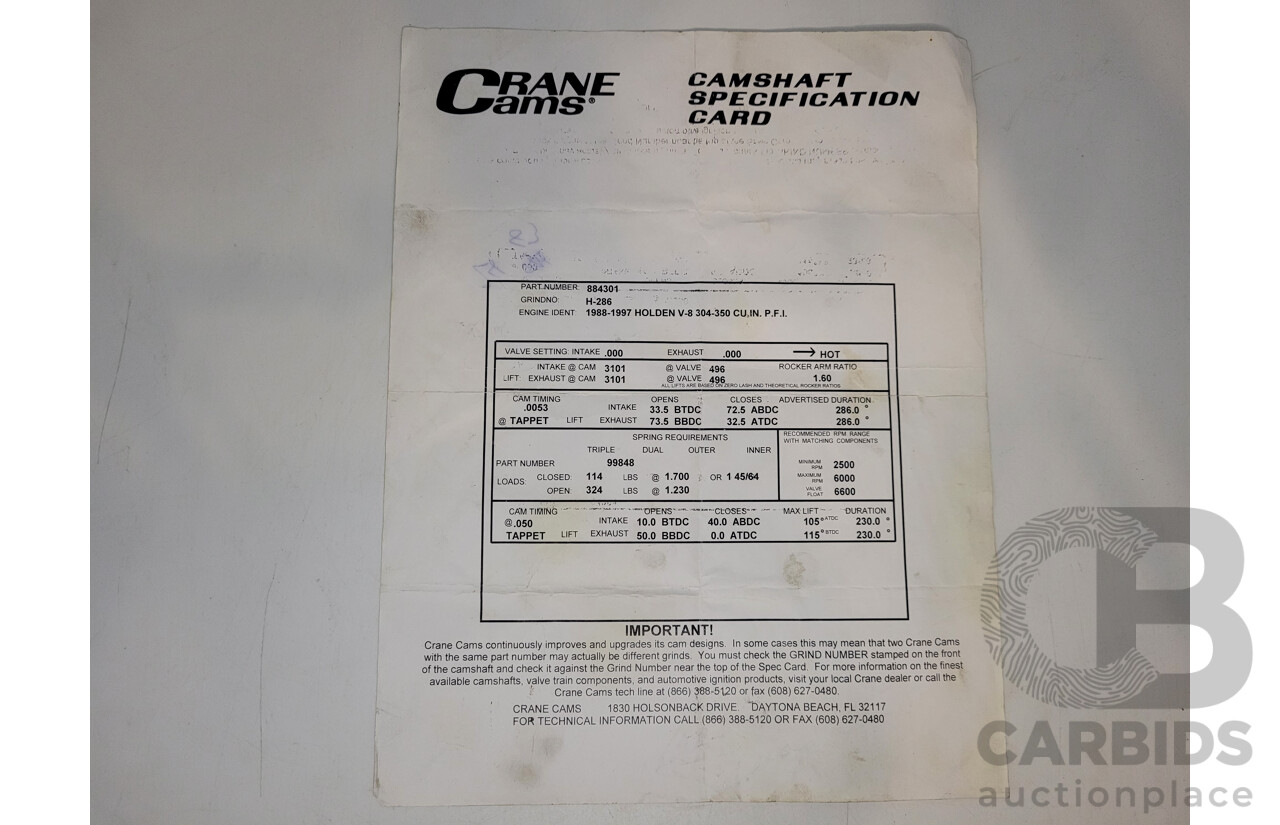 CRANE Cams®
CAMSHAFT
SPECIFICATION
CARD
PART NUMBER: 884301
GRINDNO: H-286
ENGINE IDENT: 1988-1997 HOLDEN V-8 304-350 CU.IN. P.F.I.
VALVE SETTING: INTAKE .000 EXHAUST .000 → HOT
INTAKE @ CAM 3101 @ VALVE 496 ROCKER ARM RATIO
LIFT: EXHAUST @ CAM 3101 @ VALVE 496 1.60
ALL LIFTS ARE BASED ON ZERO LASH AND THEORETICAL ROCKER RATIOS
CAM TIMING OPENS CLOSES ADVERTISED DURATION
.0053 INTAKE 33.5 BTDC 72.5 ABDC 286.0 °
@ TAPPET LIFT EXHAUST 73.5 BBDC 32.5 ATDC 286.0 °
SPRING REQUIREMENTS
TRIPLE DUAL OUTER INNER
PART NUMBER 99848
LOADS: CLOSED: 114 LBS @ 1.700 OR 1 45/64
OPEN: 324 LBS @ 1.230
RECOMMENDED RPM RANGE
WITH MATCHING COMPONENTS
MINIMUM RPM 2500
MAXIMUM RPM 6000
VALVE FLOAT 6600
CAM TIMING OPENS CLOSES MAX LIFT DURATION
@.050 INTAKE 10.0 BTDC 40.0 ABDC 105° ATDC 230.0 °
TAPPET LIFT EXHAUST 50.0 BBDC 0.0 ATDC 115° BTDC 230.0 °
IMPORTANT!
Crane Cams continuously improves and upgrades its cam designs. In some cases this may mean that two Crane Cams
with the same part number may actually be different grinds. You must check the GRIND NUMBER stamped on the front
of the camshaft and check it against the Grind Number near the top of the Spec Card. For more information on the finest
available camshafts, valve train components, and automotive ignition products, visit your local Crane dealer or call the
Crane Cams tech line at (866) 388-5120 or fax (608) 627-0480.
CRANE CAMS 1830 HOLSONBACK DRIVE. DAYTONA BEACH, FL 32117
FOR TECHNICAL INFORMATION CALL (866) 388-5120 OR FAX (608) 627-0480
CB
CARBIDS
auctionplace